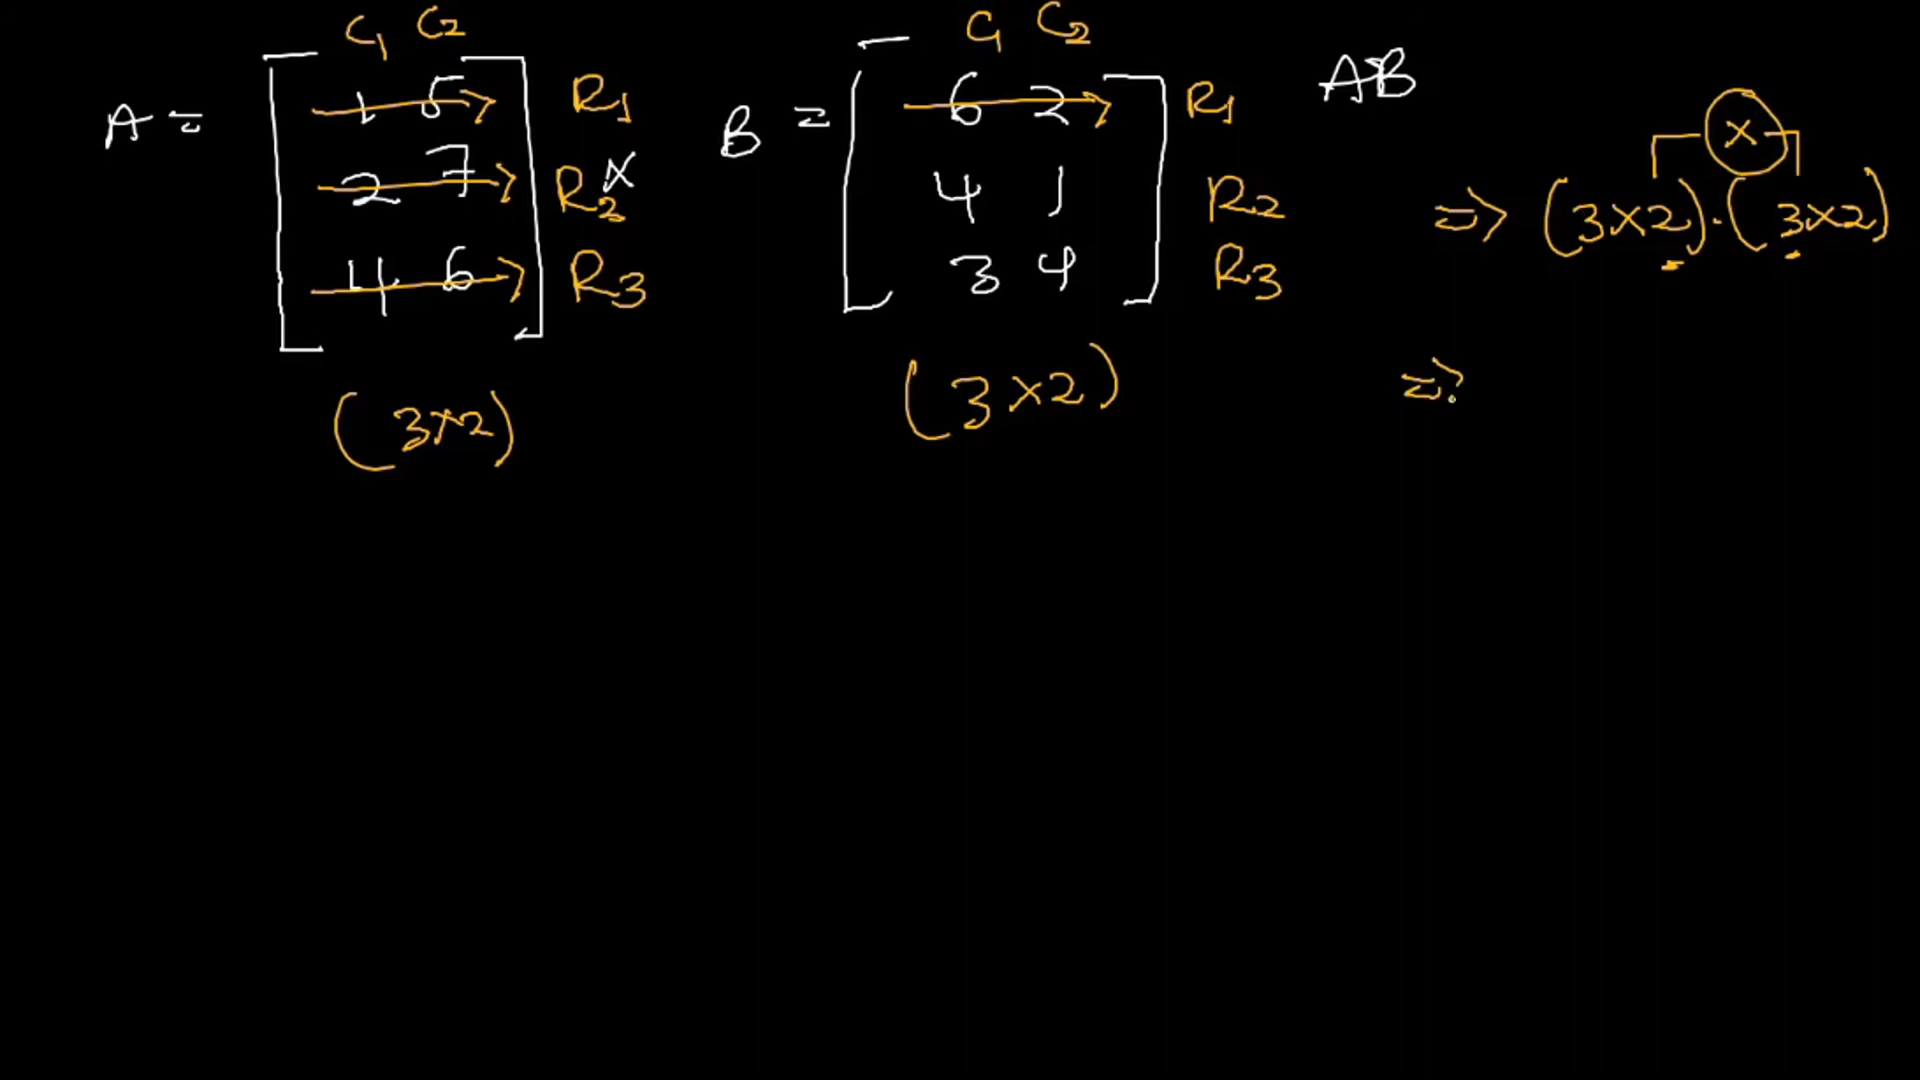 C1 C2
A = [ 1 5 ] R1
[ 2 7 ] R2 x
[ 4 6 ] R3
(3x2)
C1 C2
B = [ 6 2 ] R1
[ 4 1 ] R2
[ 3 4 ] R3
(3x2)
AB
x
=> (3x2).(3x2)
=>